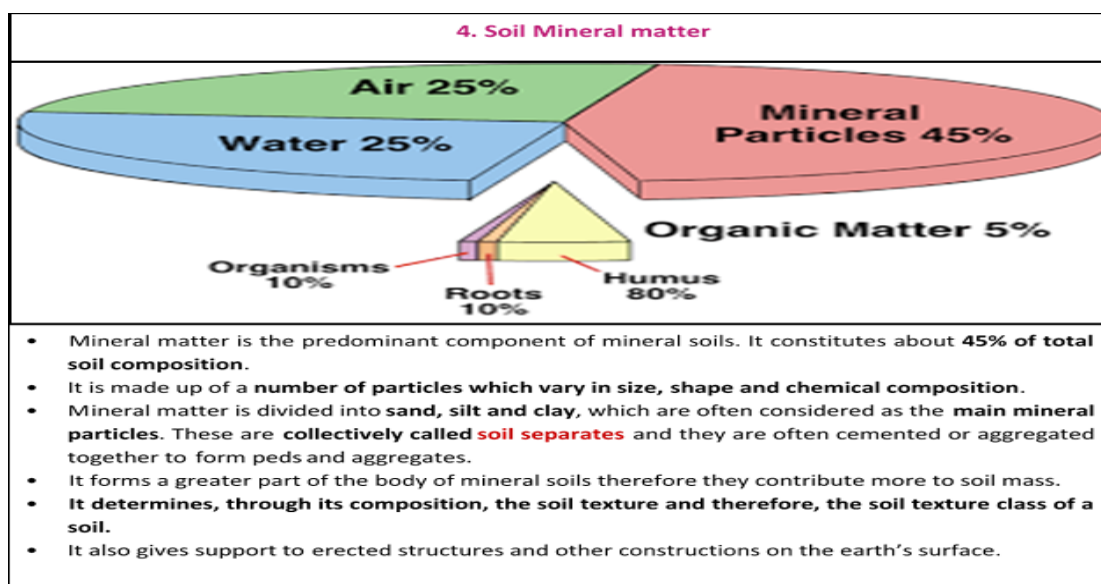 4. Soil Mineral matter
Air 25%
Mineral
Particles 45%
Water 25%
Organic Matter 5%
Organisms
10%
Roots
10%
Humus
80%
• Mineral matter is the predominant component of mineral soils. It constitutes about 45% of total
soil composition.
• It is made up of a number of particles which vary in size, shape and chemical composition.
• Mineral matter is divided into sand, silt and clay, which are often considered as the main mineral
particles. These are collectively called soil separates and they are often cemented or aggregated
together to form peds and aggregates.
• It forms a greater part of the body of mineral soils therefore they contribute more to soil mass.
• It determines, through its composition, the soil texture and therefore, the soil texture class of a
soil.
• It also gives support to erected structures and other constructions on the earth's surface.